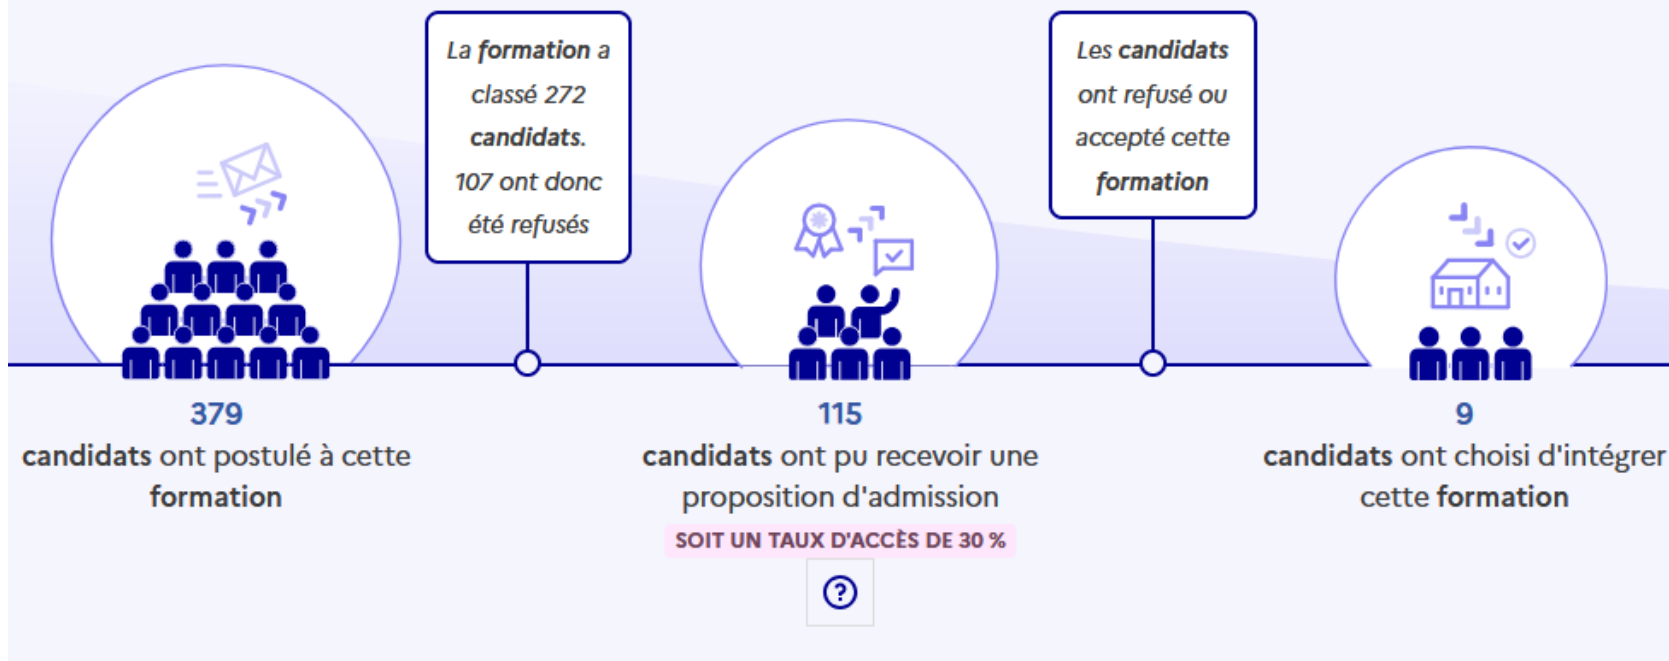 La formation a
classé 272
candidats.
107 ont donc
été refusés
Les candidats
ont refusé ou
accepté cette
formation
379
candidats ont postulé à cette
formation
115
candidats ont pu recevoir une
proposition d'admission
SOIT UN TAUX D'ACCÈS DE 30 %
?
9
candidats ont choisi d'intégrer
cette formation